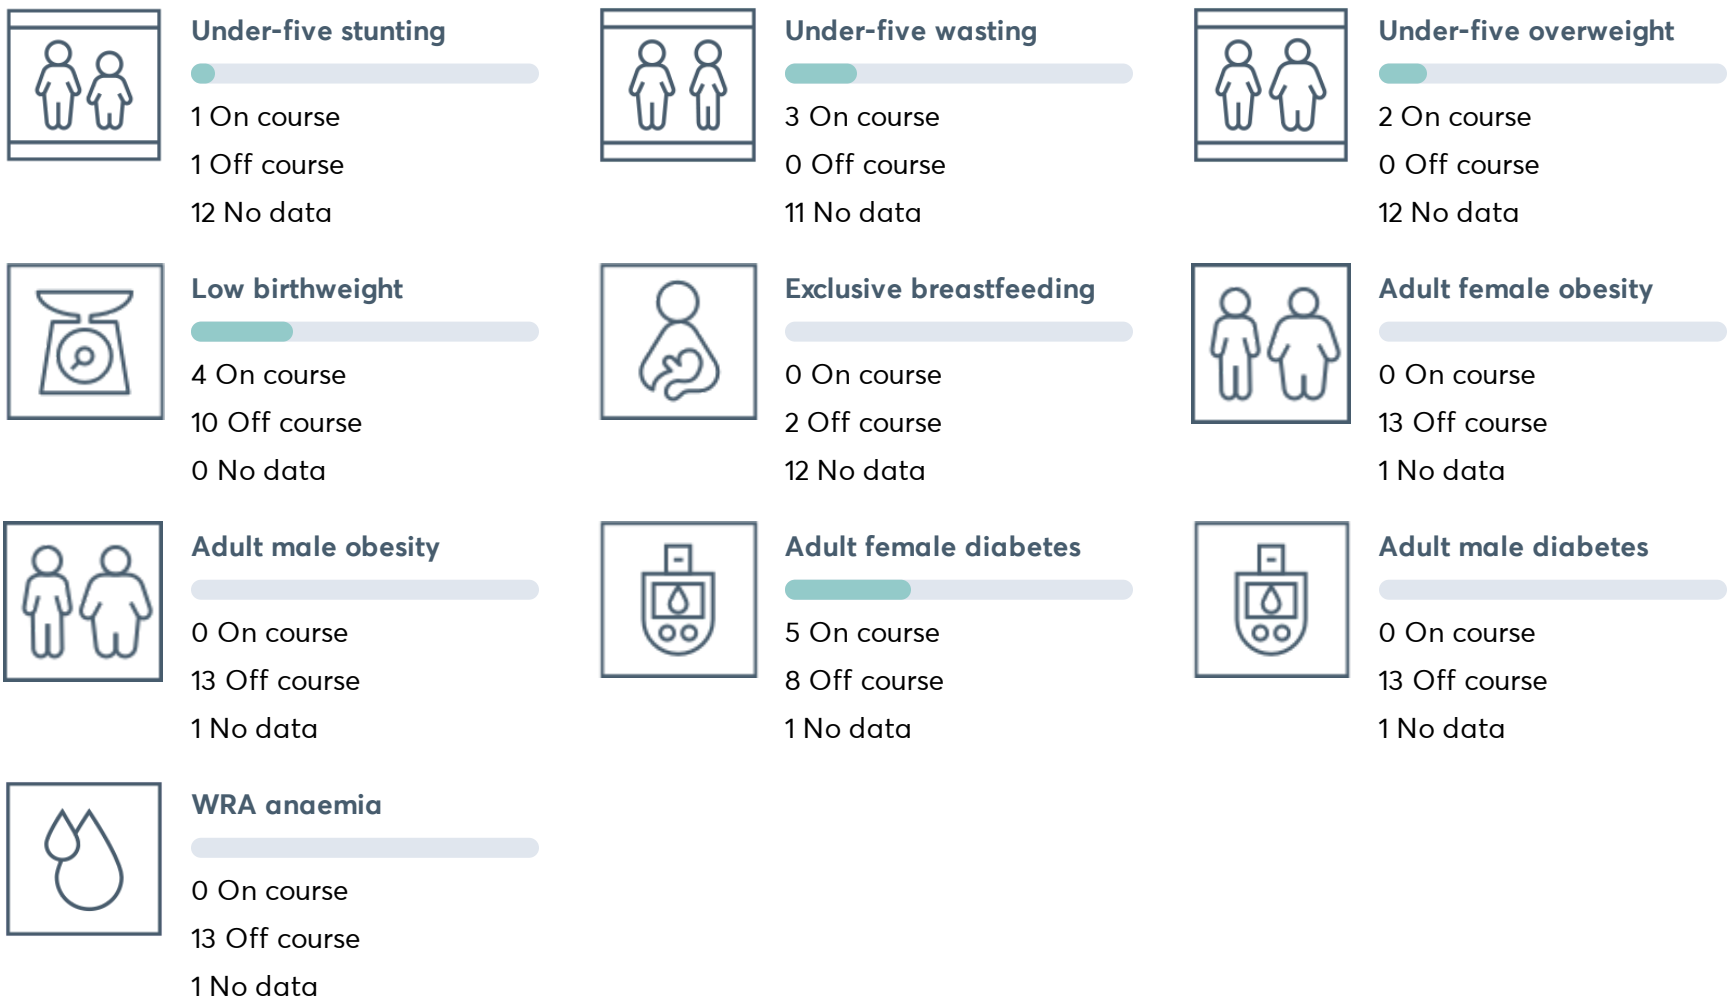 Under-five stunting
1 On course
1 Off course
12 No data
Under-five wasting
3 On course
0 Off course
11 No data
Under-five overweight
2 On course
0 Off course
12 No data
Low birthweight
4 On course
10 Off course
0 No data
Exclusive breastfeeding
0 On course
2 Off course
12 No data
Adult female obesity
0 On course
13 Off course
1 No data
Adult male obesity
0 On course
13 Off course
1 No data
Adult female diabetes
5 On course
8 Off course
1 No data
Adult male diabetes
0 On course
13 Off course
1 No data
WRA anaemia
0 On course
13 Off course
1 No data